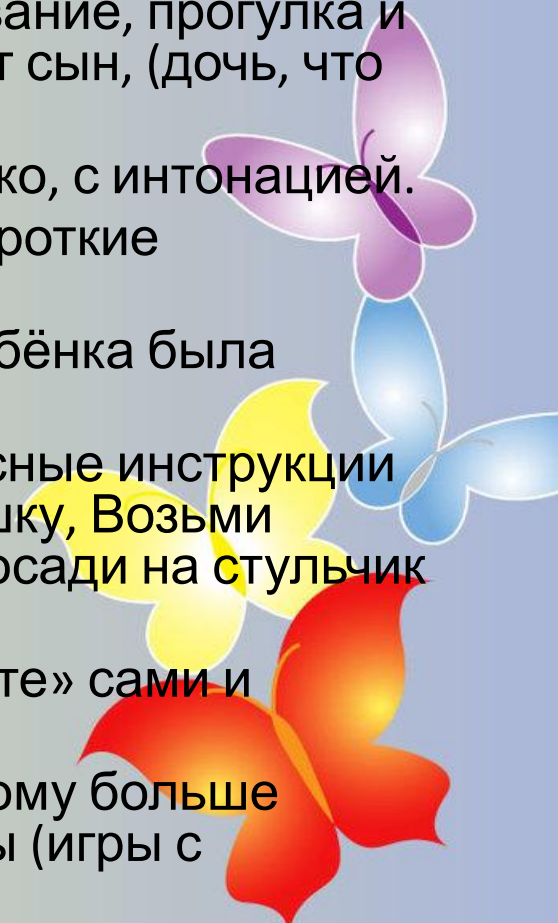 вание, прогулка и
т сын, (дочь, что
ко, с интонацией.
роткие
бёнка была
сные инструкции
шку, Возьми
осади на стульчик
те» сами и
ому больше
ы (игры с